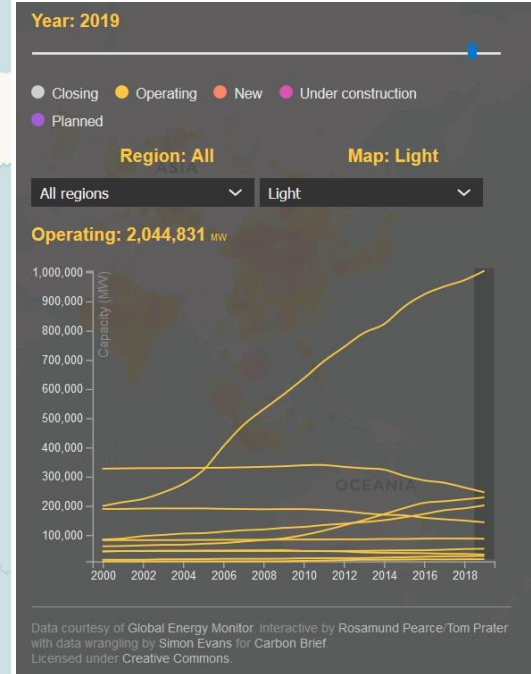 Year: 2019
Closing Operating New Under construction
Planned
Region: All Map: Light
ASIA
All regions Light
Operating: 2,044,831 MW
1,000,000
Capacity (MW)
900,000
800,000
700,000
600,000
500,000
400,000
300,000
OCEANIA
200,000
100,000
2000 2002 2004 2006 2008 2010 2012 2014 2016 2018
Data courtesy of Global Energy Monitor. Interactive by Rosamund Pearce/Tom Prater
with data wrangling by Simon Evans for Carbon Brief.
Licensed under Creative Commons.